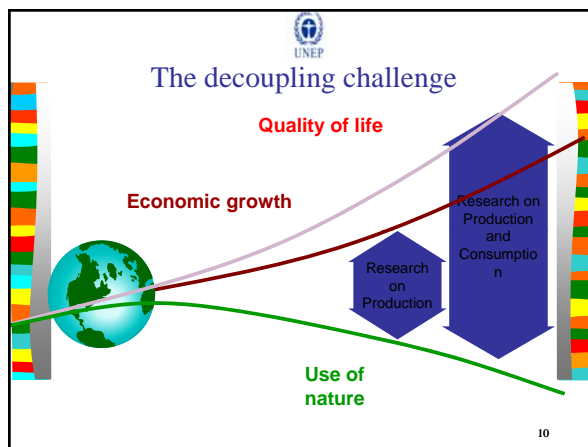 UNEP
The decoupling challenge
Quality of life
Economic growth
Research on
Production
and
Consumptio
n
Research
on
Production
Use of
nature
10